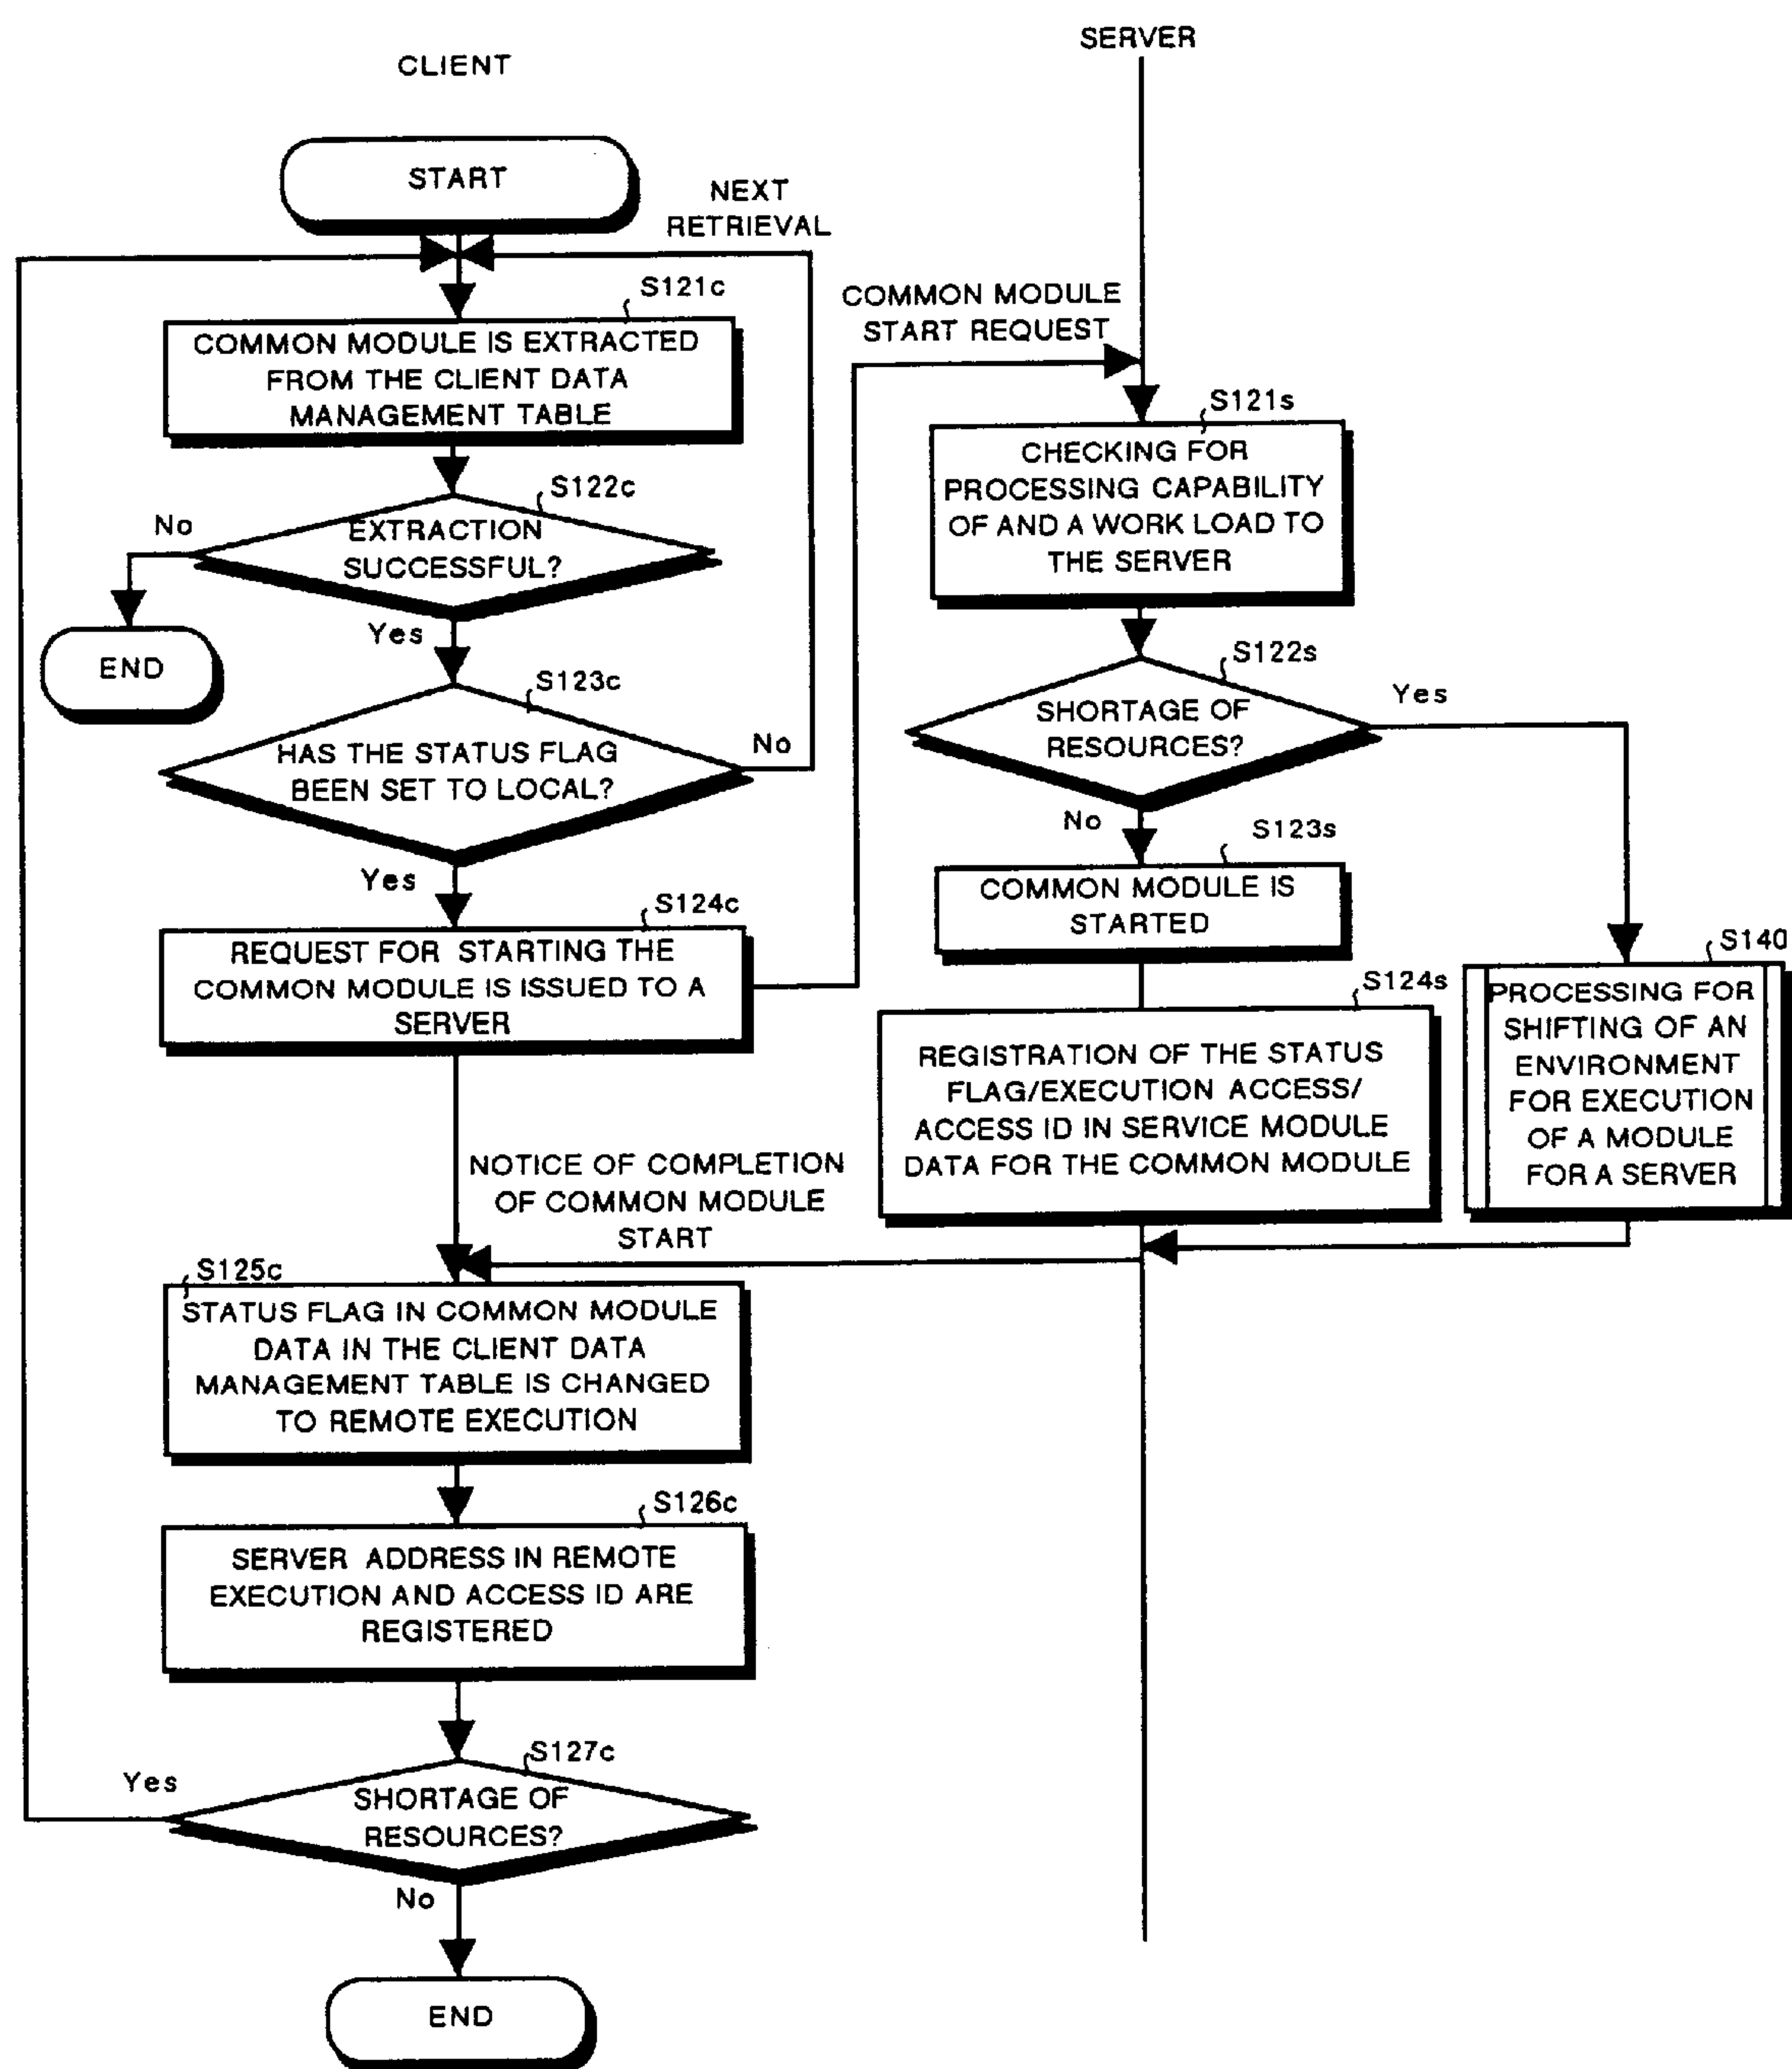 CLIENT
START
NEXT
RETRIEVAL
S121c
COMMON MODULE IS EXTRACTED
FROM THE CLIENT DATA
MANAGEMENT TABLE
S122c
No
EXTRACTION
SUCCESSFUL?
END
Yes
S123c
HAS THE STATUS FLAG
BEEN SET TO LOCAL?
No
Yes
S124c
REQUEST FOR STARTING THE
COMMON MODULE IS ISSUED TO A
SERVER
NOTICE OF COMPLETION
OF COMMON MODULE
START
S125c
STATUS FLAG IN COMMON MODULE
DATA IN THE CLIENT DATA
MANAGEMENT TABLE IS CHANGED
TO REMOTE EXECUTION
S126c
SERVER ADDRESS IN REMOTE
EXECUTION AND ACCESS ID ARE
REGISTERED
S127c
Yes
SHORTAGE OF
RESOURCES?
No
END
SERVER
COMMON MODULE
START REQUEST
S121s
CHECKING FOR
PROCESSING CAPABILITY
OF AND A WORK LOAD TO
THE SERVER
S122s
Yes
SHORTAGE OF
RESOURCES?
No
S123s
COMMON MODULE IS
STARTED
S124s
REGISTRATION OF THE STATUS
FLAG/EXECUTION ACCESS/
ACCESS ID IN SERVICE MODULE
DATA FOR THE COMMON MODULE
S140
PROCESSING FOR
SHIFTING OF AN
ENVIRONMENT
FOR EXECUTION
OF A MODULE
FOR A SERVER